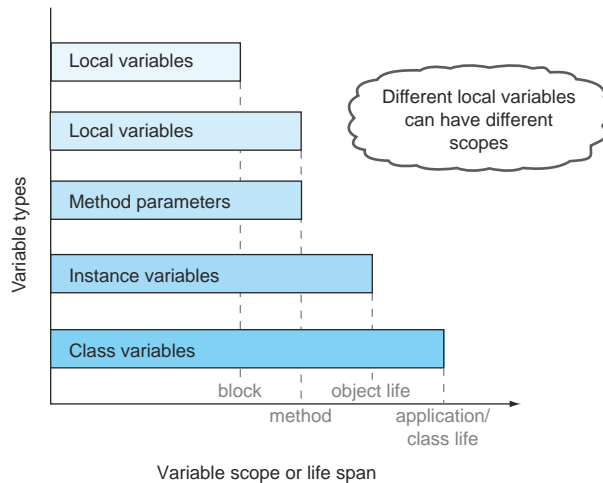 Local variables
Different local variables
can have different
scopes
Local variables
Method parameters
Instance variables
Class variables
Variable types
block
object life
method
application/
class life
Variable scope or life span